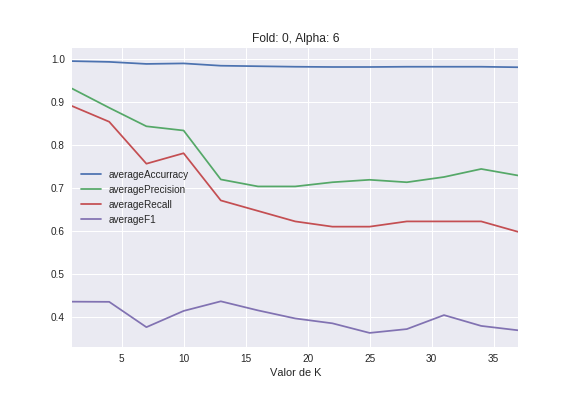 Fold: 0, Alpha: 6
1.0
0.9
0.8
0.7
0.6
0.5
0.4
averageAccurracy
averagePrecision
averageRecall
averageF1
5 10 15 20 25 30 35
Valor de K